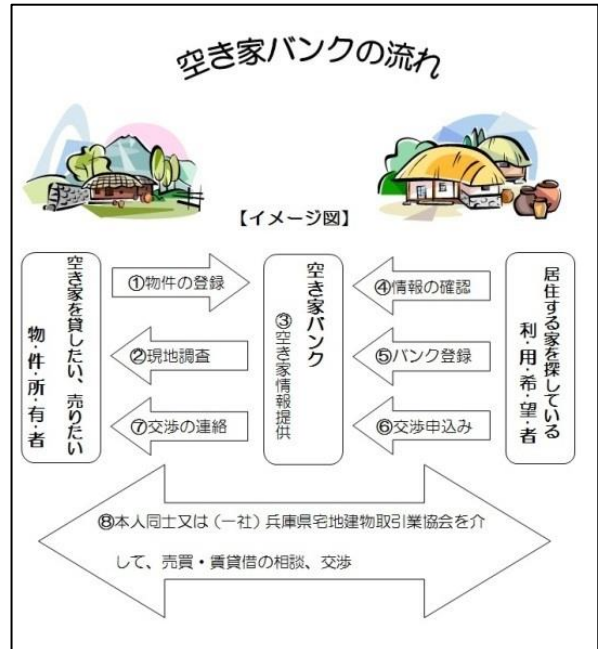 空き家バンクの流れ
【イメージ図】
空き家を貸したい、売りたい
物・件・所・有・者
①物件の登録
②現地調査
⑦交渉の連絡
空き家バンク
③空き家情報提供
④情報の確認
⑤バンク登録
⑥交渉申込み
居住する家を探している
利・用・希・望・者
⑧本人同士又は(一社)兵庫県宅地建物取引業協会を介
して、売買・賃貸借の相談、交渉